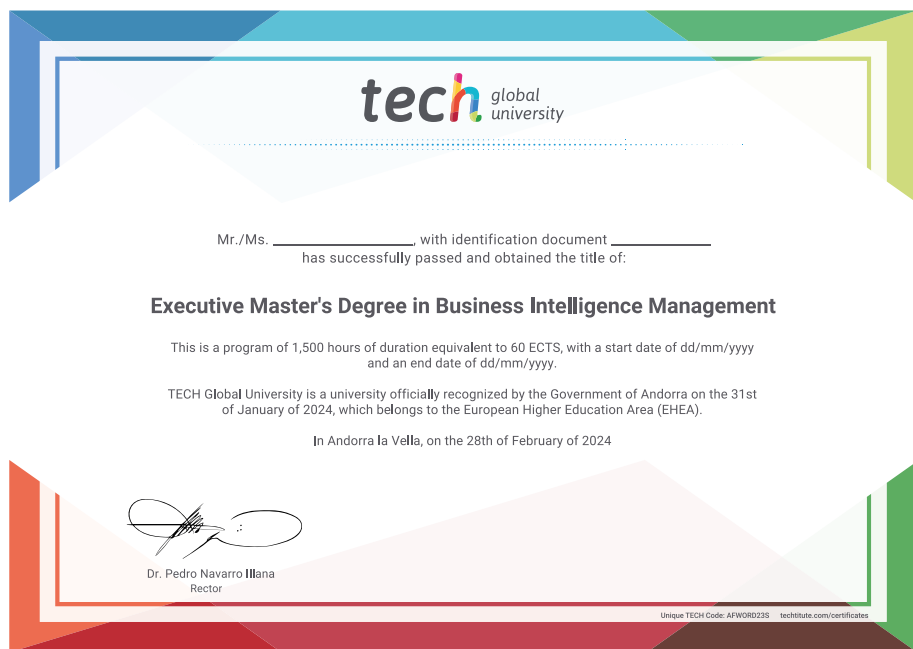 tech global university
Mr./Ms. ____________________, with identification document ______________
has successfully passed and obtained the title of:
Executive Master's Degree in Business Intelligence Management
This is a program of 1,500 hours of duration equivalent to 60 ECTS, with a start date of dd/mm/yyyy
and an end date of dd/mm/yyyy.
TECH Global University is a university officially recognized by the Government of Andorra on the 31st
of January of 2024, which belongs to the European Higher Education Area (EHEA).
In Andorra la Vella, on the 28th of February of 2024
Dr. Pedro Navarro Illana
Rector
Unique TECH Code: AFWORD23S techtitute.com/certificates